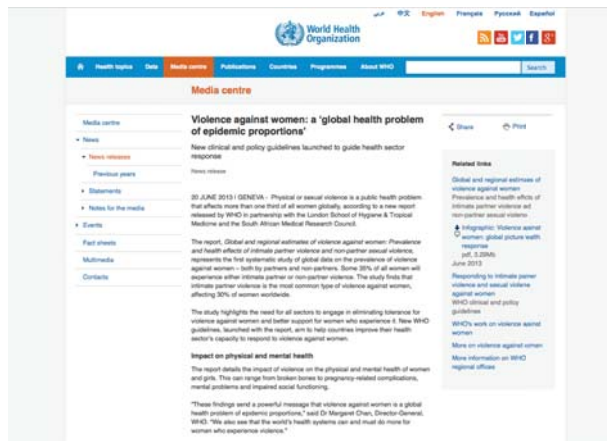 عربي 中文 English Français Русский Español
World Health
Organization
Health topics Data Media centre Publications Countries Programmes About WHO Search
Media centre
Media centre
News
News releases
Previous years
Statements
Notes for the media
Events
Fact sheets
Multimedia
Contacts
Violence against women: a ‘global health problem
of epidemic proportions’
New clinical and policy guidelines launched to guide health sector
response
News release
20 JUNE 2013 | GENEVA - Physical or sexual violence is a public health problem
that affects more than one third of all women globally, according to a new report
released by WHO in partnership with the London School of Hygiene & Tropical
Medicine and the South African Medical Research Council.
The report, Global and regional estimates of violence against women: Prevalence
and health effects of intimate partner violence and non-partner sexual violence,
represents the first systematic study of global data on the prevalence of violence
against women – both by partners and non-partners. Some 35% of all women will
experience either intimate partner or non-partner violence. The study finds that
intimate partner violence is the most common type of violence against women,
affecting 30% of women worldwide.
The study highlights the need for all sectors to engage in eliminating tolerance for
violence against women and better support for women who experience it. New WHO
guidelines, launched with the report, aim to help countries improve their health
sector's capacity to respond to violence against women.
Impact on physical and mental health
The report details the impact of violence on the physical and mental health of women
and girls. This can range from broken bones to pregnancy-related complications,
mental problems and impaired social functioning.
“These findings send a powerful message that violence against women is a global
health problem of epidemic proportions,” said Dr Margaret Chan, Director-General,
WHO. “We also see that the world's health systems can and must do more for
women who experience violence.”
Share Print
Related links
Global and regional estimates of
violence against women
Prevalence and health effects of
intimate partner violence and
non-partner sexual violence
Infographic: Violence against
women: global picture health
response
pdf, 3.29Mb
June 2013
Responding to intimate partner
violence and sexual violence
against women
WHO clinical and policy
guidelines
WHO's work on violence against
women
More on violence against women
More information on WHO
regional offices